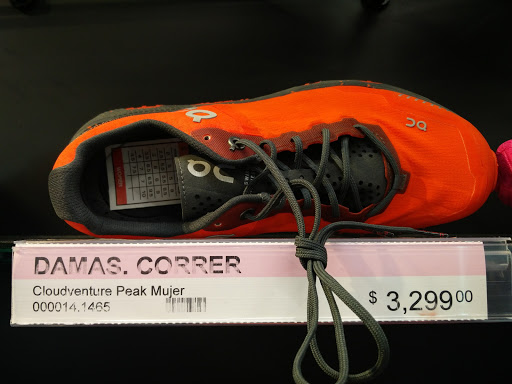 DAMAS. CORRER
Cloudventure Peak Mujer
000014.1465
$ 3,299.00